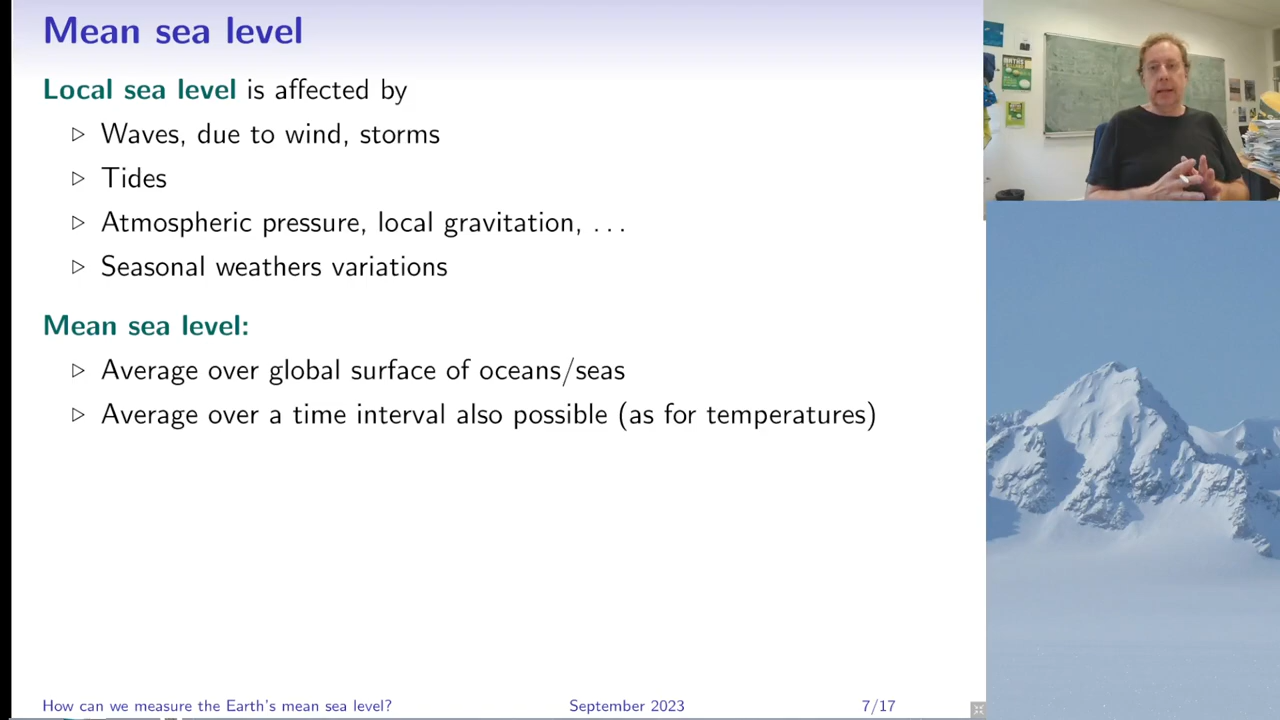 Mean sea level
Local sea level is affected by
▷ Waves, due to wind, storms
▷ Tides
▷ Atmospheric pressure, local gravitation, . . .
▷ Seasonal weathers variations
Mean sea level:
▷ Average over global surface of oceans/seas
▷ Average over a time interval also possible (as for temperatures)
How can we measure the Earth's mean sea level? September 2023 7/17